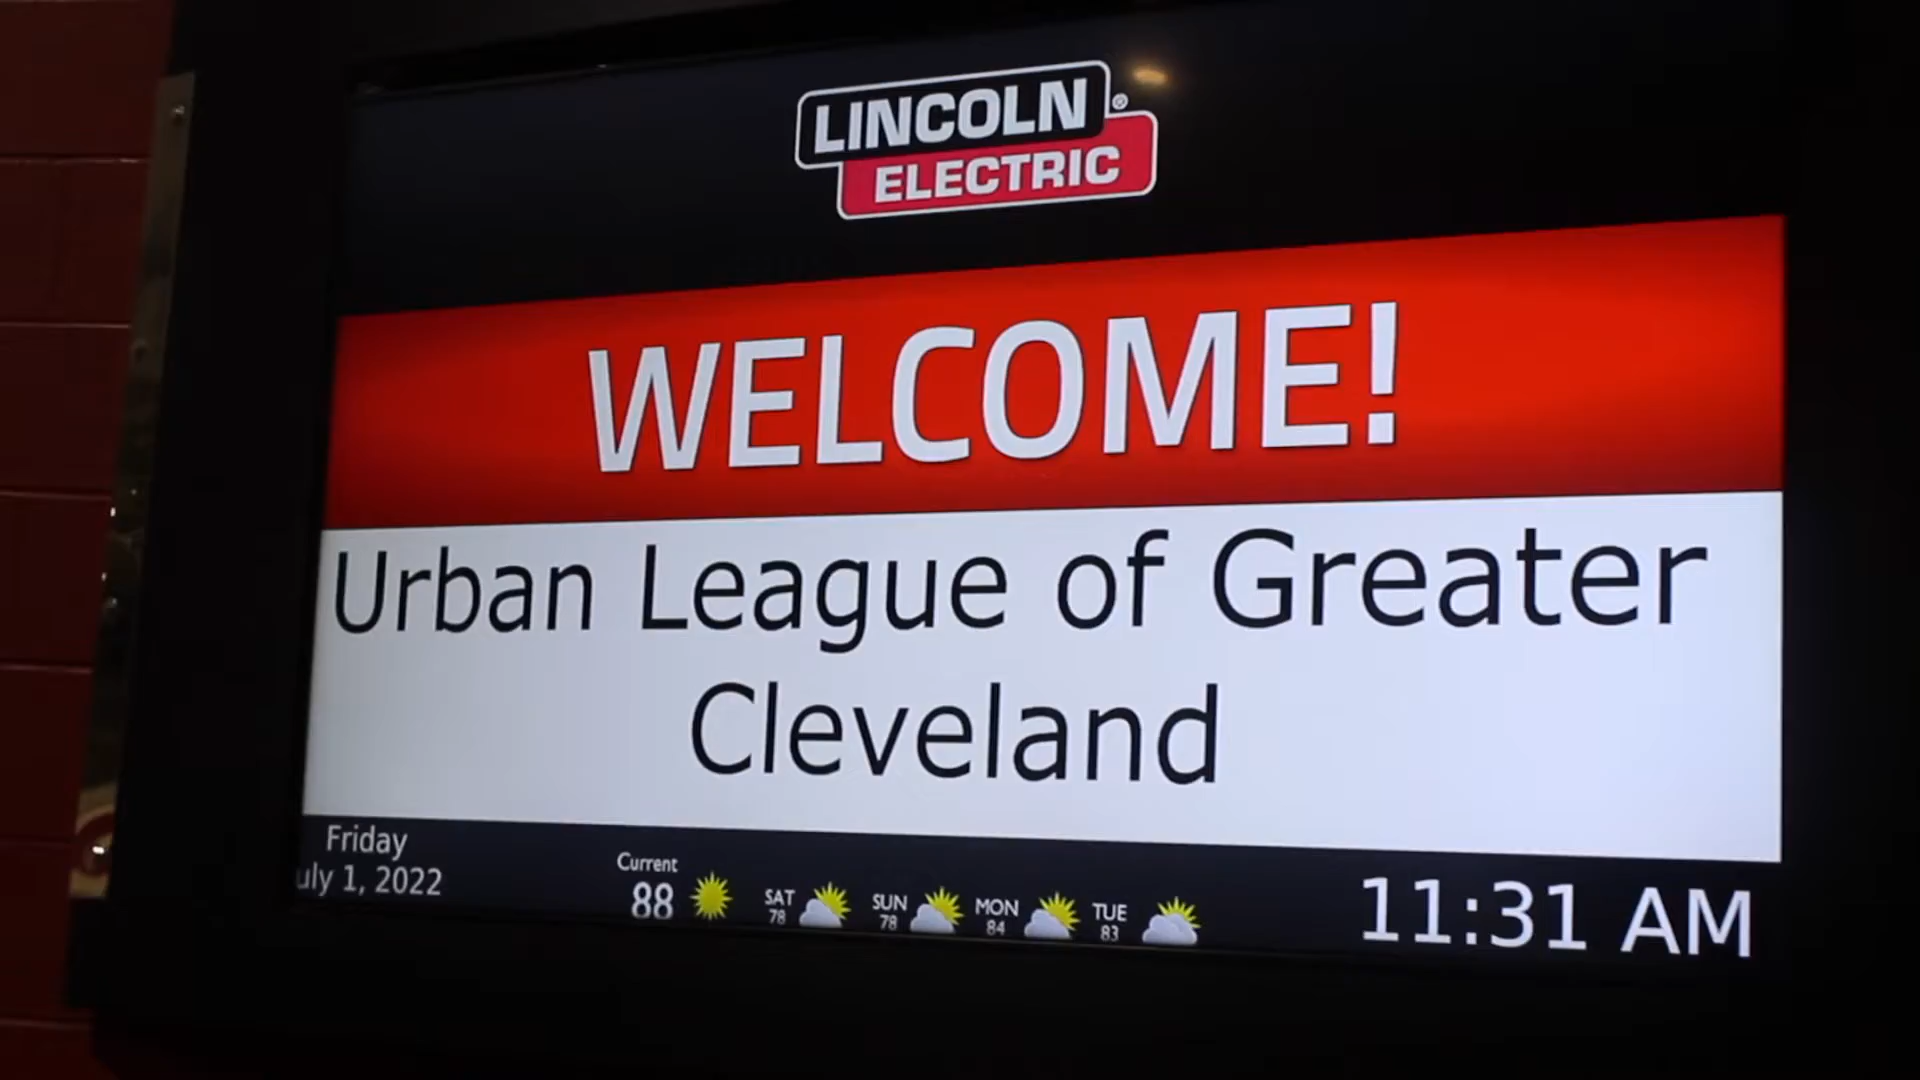 LINCOLN®
ELECTRIC
WELCOME!
Urban League of Greater
Cleveland
Friday
uly 1, 2022
Current
88
SAT
78
SUN
78
MON
84
TUE
83
11:31 AM